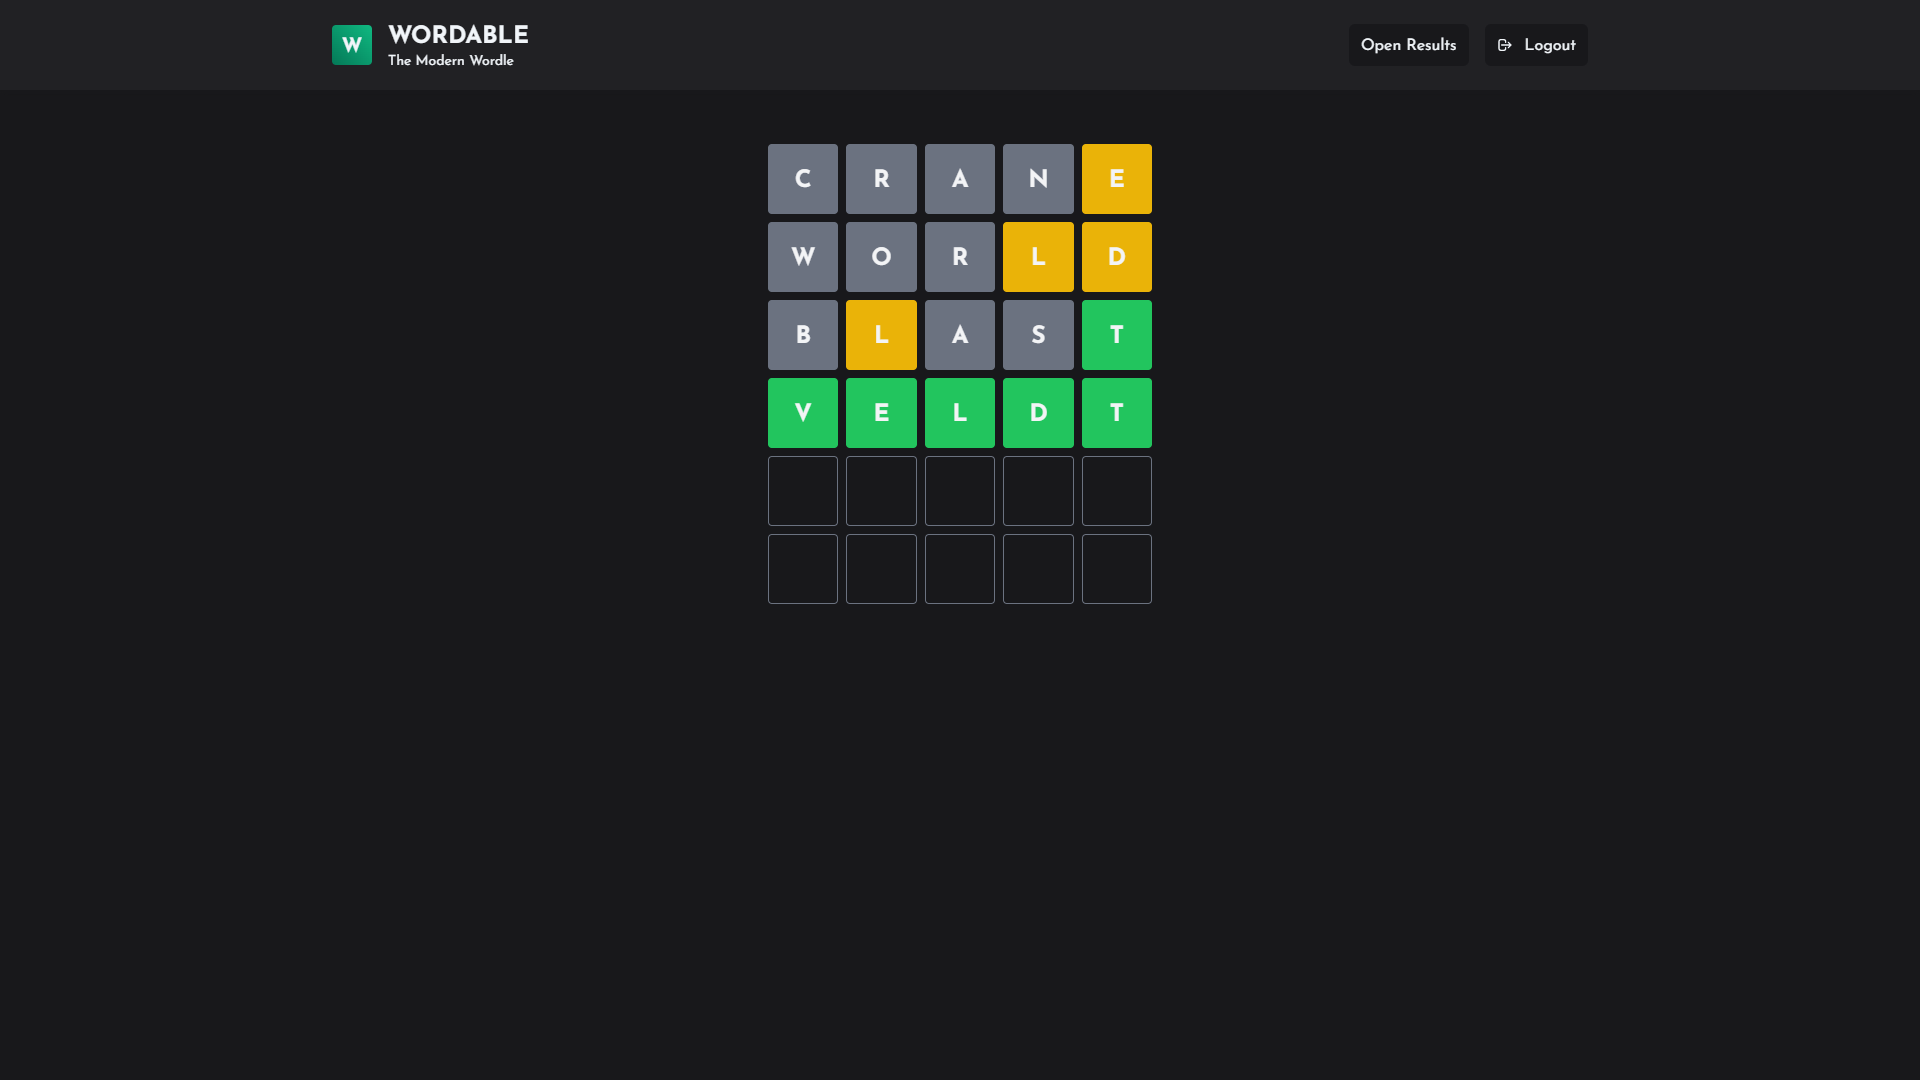 W
WORDABLE
The Modern Wordle
Open Results
Logout
C R A N E
W O R L D
B L A S T
V E L D T